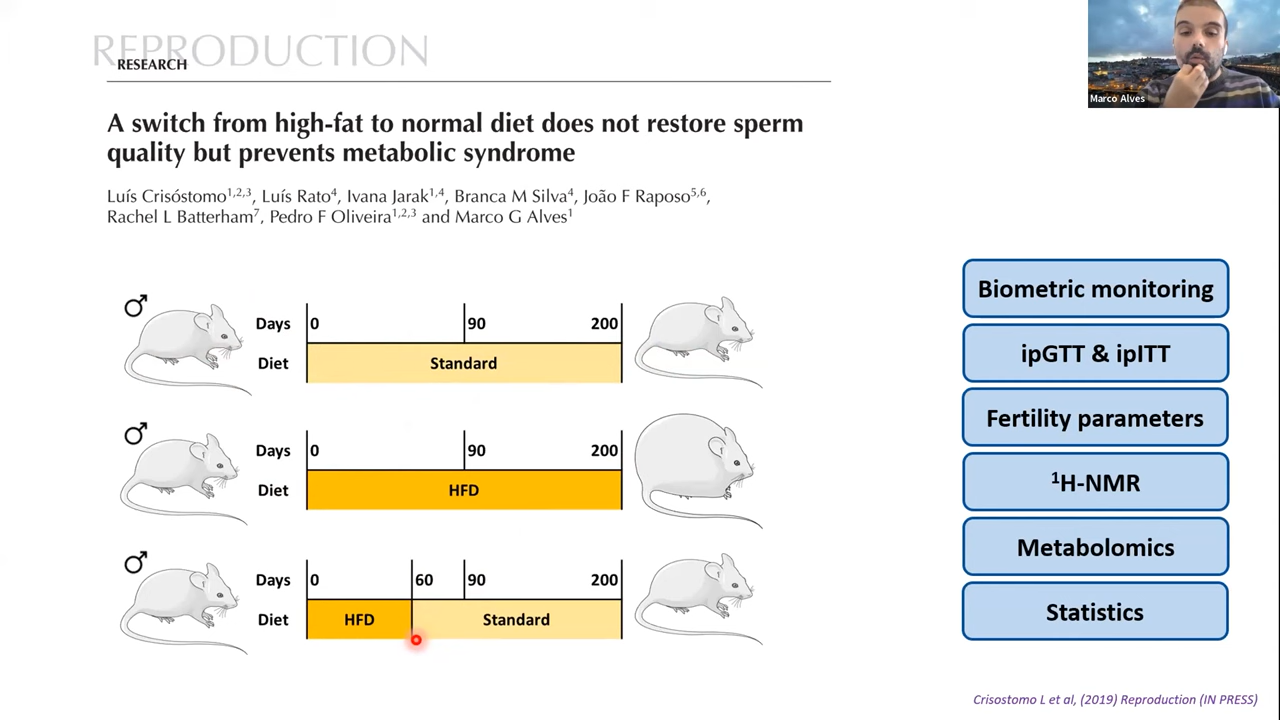 REPRODUCTION
RESEARCH
Marco Alves
A switch from high-fat to normal diet does not restore sperm
quality but prevents metabolic syndrome
Luís Crisóstomo1,2,3, Luís Rato4, Ivana Jarak1,4, Branca M Silva4, João F Raposo5,6,
Rachel L Batterham7, Pedro F Oliveira1,2,3 and Marco G Alves1
♂
Days 0 90 200
Diet Standard
♂
Days 0 90 200
Diet HFD
♂
Days 0 60 90 200
Diet HFD Standard
Biometric monitoring
ipGTT & ipITT
Fertility parameters
1H-NMR
Metabolomics
Statistics
Crisostomo L et al, (2019) Reproduction (IN PRESS)